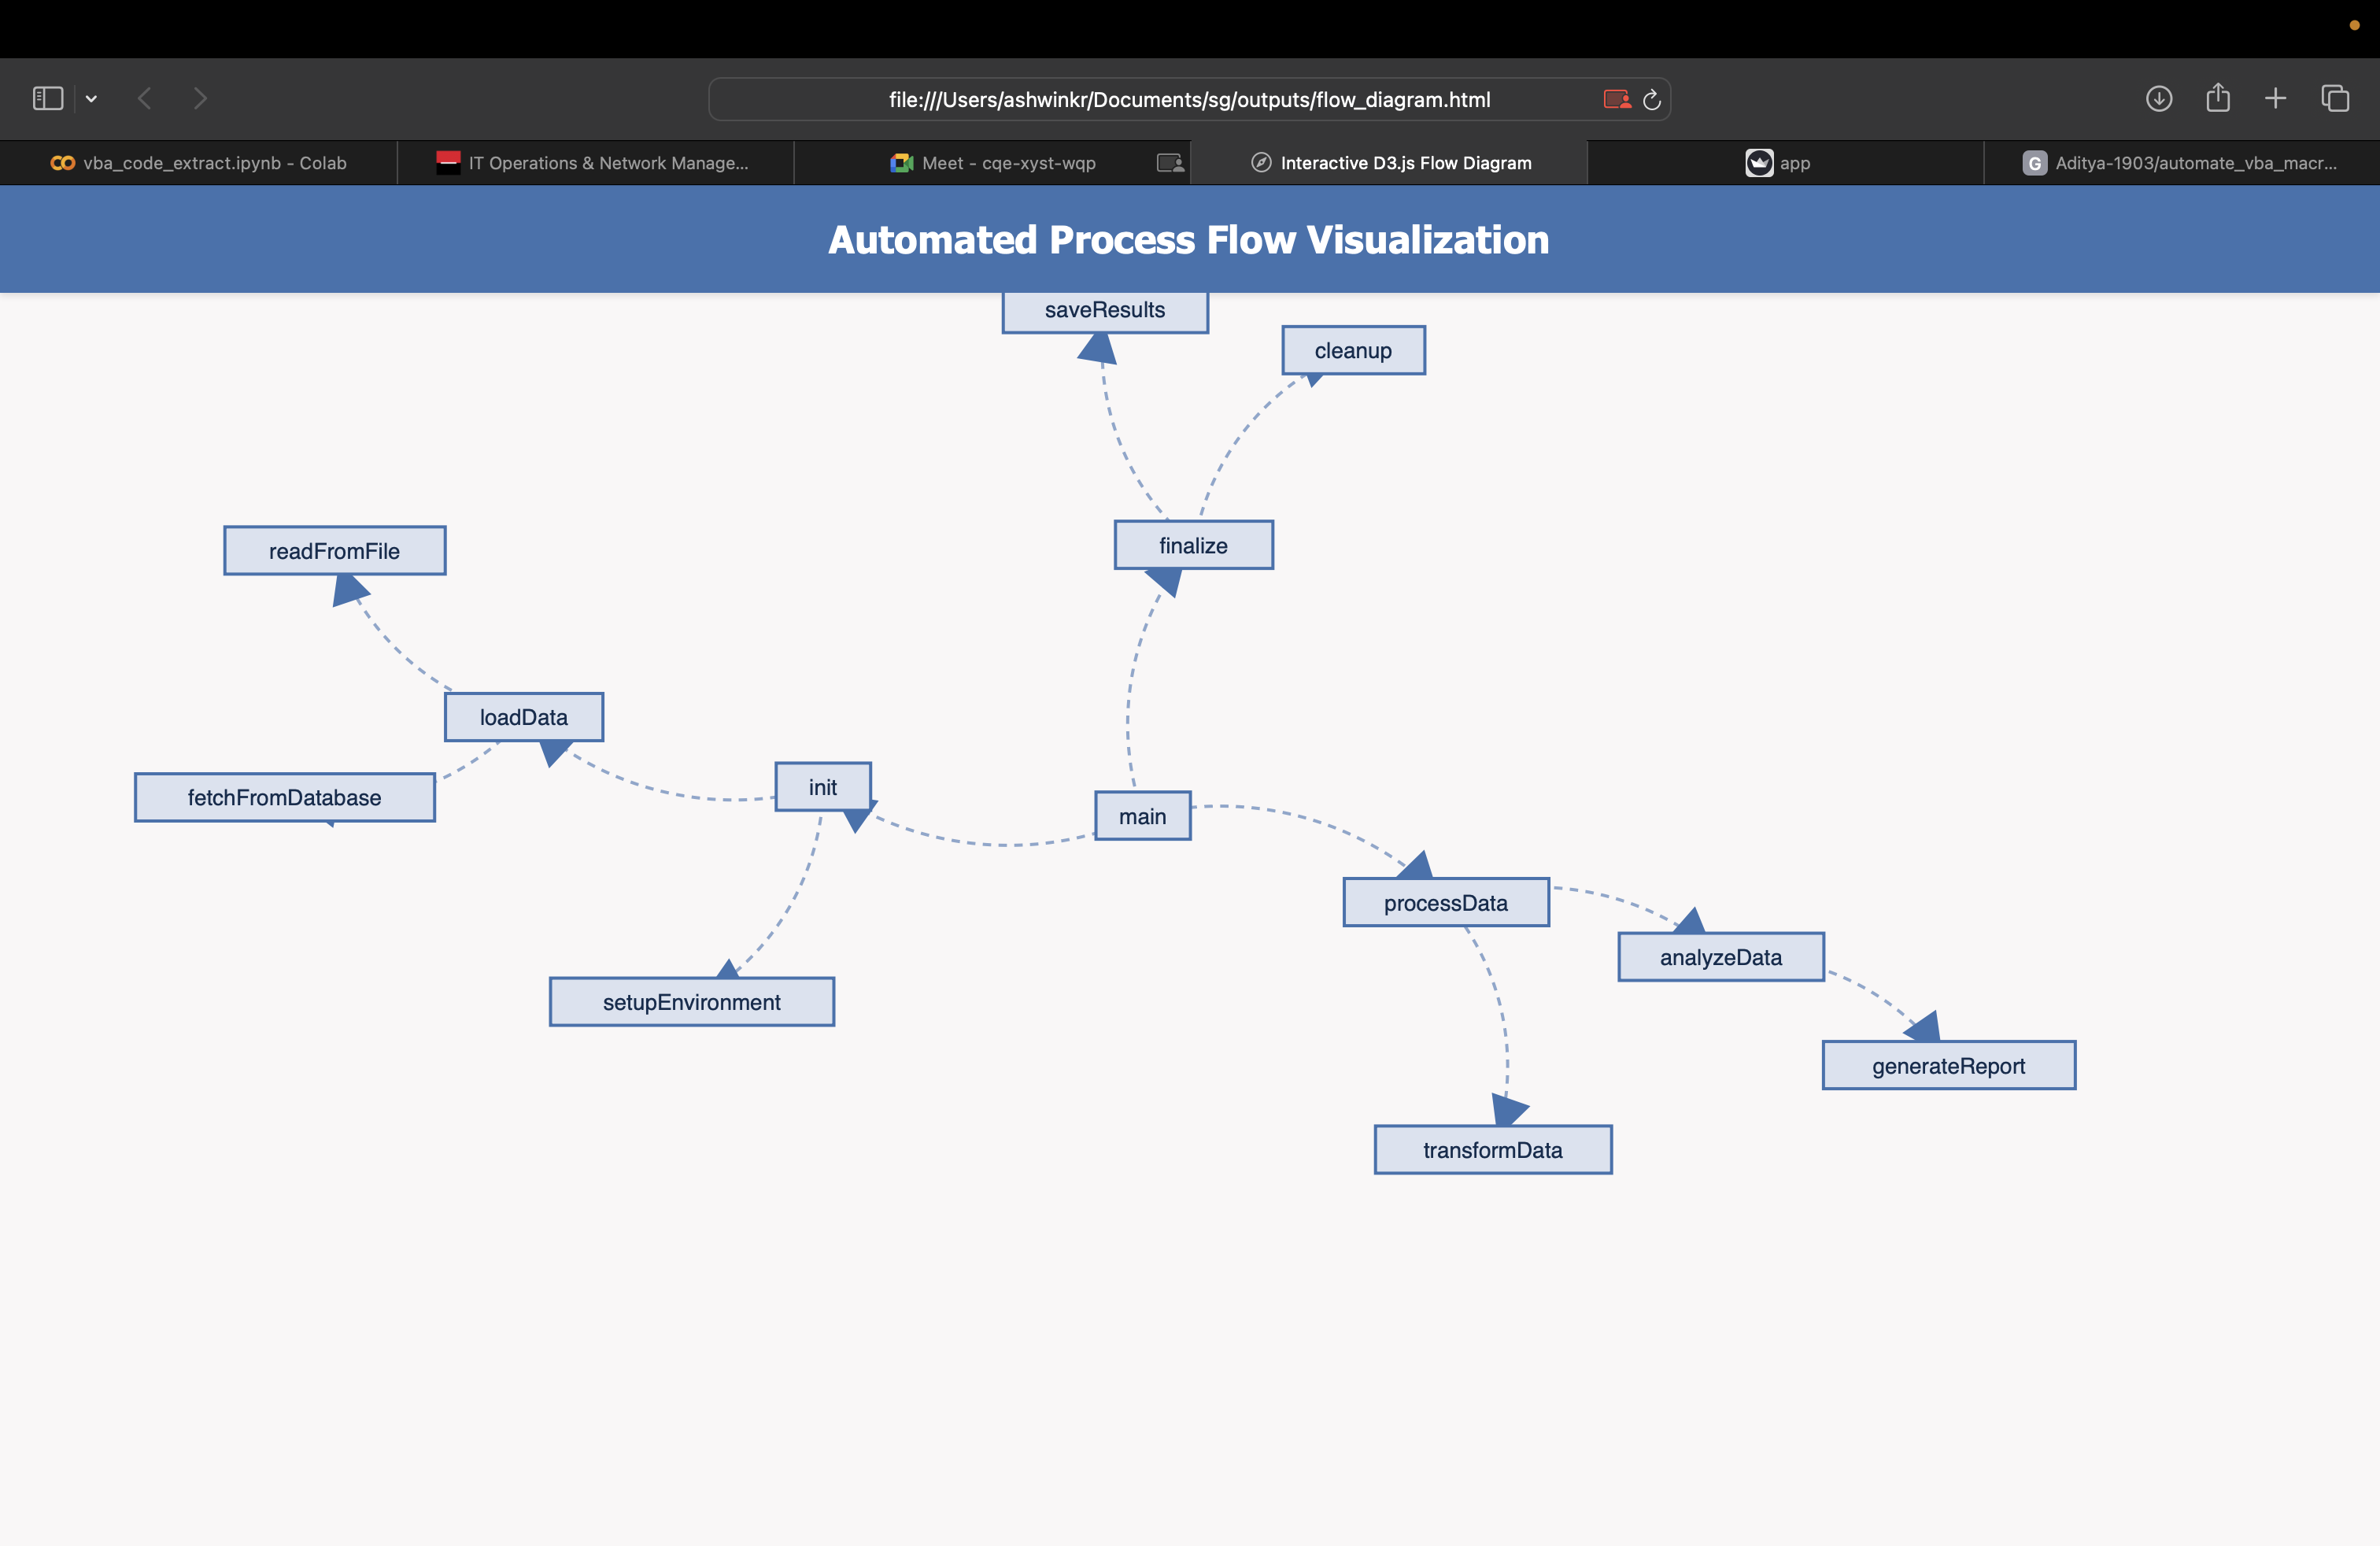 file:///Users/ashwinkr/Documents/sg/outputs/flow_diagram.html
vba_code_extract.ipynb - Colab
IT Operations & Network Manage...
Meet - cqe-xyst-wqp
Interactive D3.js Flow Diagram
app
G
Aditya-1903/automate_vba_macr...
Automated Process Flow Visualization
saveResults
cleanup
readFromFile
finalize
loadData
fetchFromDatabase
init
main
processData
analyzeData
setupEnvironment
generateReport
transformData